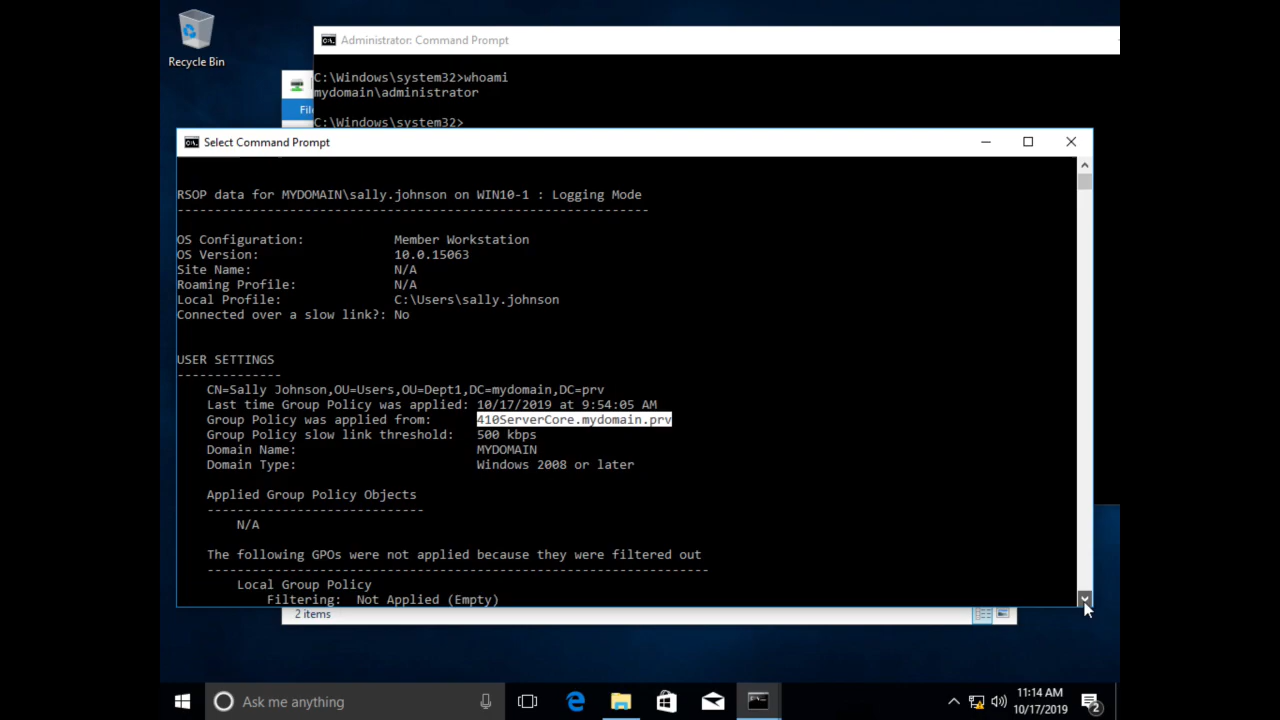 Recycle Bin
Administrator: Command Prompt
C:\Windows\system32>whoami
mydomain\administrator
C:\Windows\system32>
Select Command Prompt
RSOP data for MYDOMAIN\sally.johnson on WIN10-1 : Logging Mode
---------------------------------------------------------------
OS Configuration: Member Workstation
OS Version: 10.0.15063
Site Name: N/A
Roaming Profile: N/A
Local Profile: C:\Users\sally.johnson
Connected over a slow link?: No
USER SETTINGS
--------------
CN=Sally Johnson,OU=Users,OU=Dept1,DC=mydomain,DC=prv
Last time Group Policy was applied: 10/17/2019 at 9:54:05 AM
Group Policy was applied from: 410ServerCore.mydomain.prv
Group Policy slow link threshold: 500 kbps
Domain Name: MYDOMAIN
Domain Type: Windows 2008 or later
Applied Group Policy Objects
-----------------------------
N/A
The following GPOs were not applied because they were filtered out
-------------------------------------------------------------------
Local Group Policy
Filtering: Not Applied (Empty)
2 items
Ask me anything
11:14 AM
10/17/2019
2